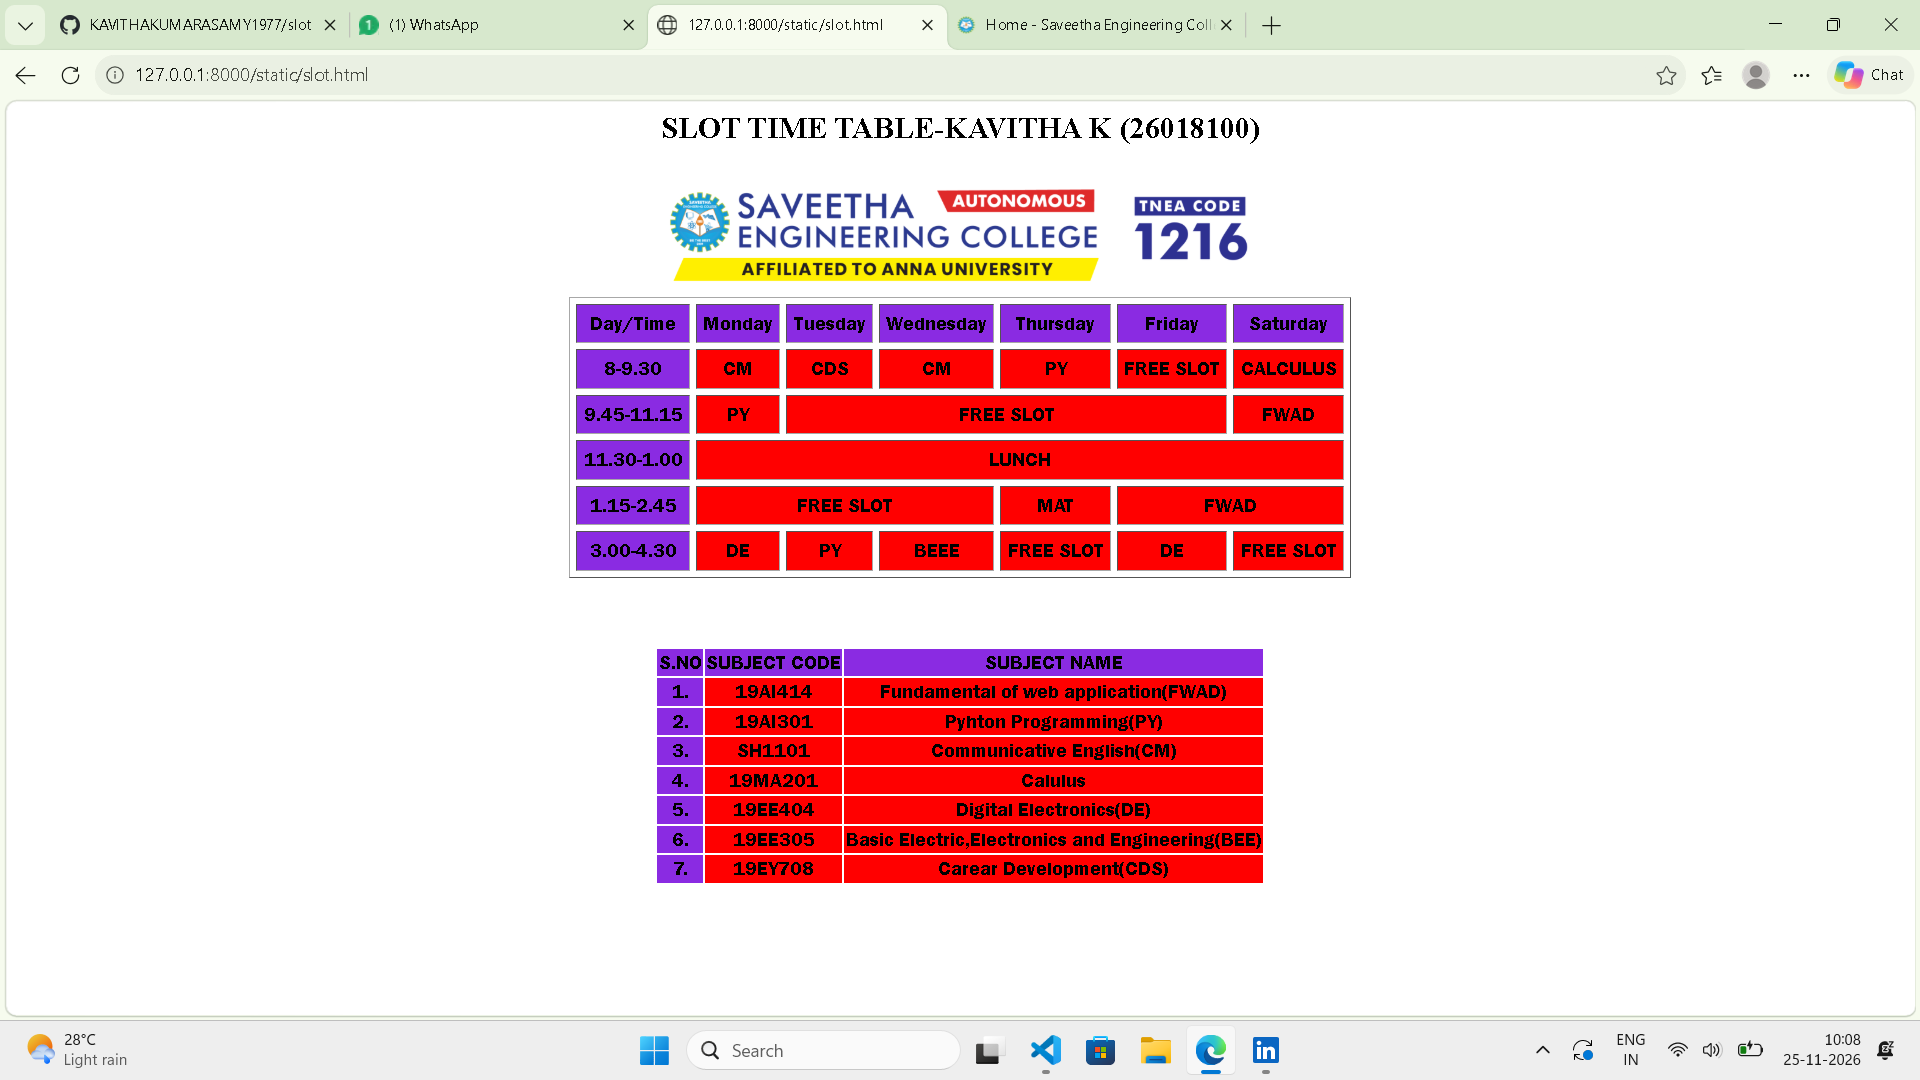 KAVITHAKUMARASAMY1977/slot
(1) WhatsApp
127.0.0.1:8000/static/slot.html
Home - Saveetha Engineering Coll
127.0.0.1:8000/static/slot.html
Chat
SLOT TIME TABLE-KAVITHA K (26018100)
SAVEETHA AUTONOMOUS
ENGINEERING COLLEGE
AFFILIATED TO ANNA UNIVERSITY
TNEA CODE
1216
Day/Time Monday Tuesday Wednesday Thursday Friday Saturday
8-9.30 CM CDS CM PY FREE SLOT CALCULUS
9.45-11.15 PY FREE SLOT FWAD
11.30-1.00 LUNCH
1.15-2.45 FREE SLOT MAT FWAD
3.00-4.30 DE PY BEEE FREE SLOT DE FREE SLOT
S.NO SUBJECT CODE SUBJECT NAME
1. 19AI414 Fundamental of web application(FWAD)
2. 19AI301 Pyhton Programming(PY)
3. SH1101 Communicative English(CM)
4. 19MA201 Calulus
5. 19EE404 Digital Electronics(DE)
6. 19EE305 Basic Electric,Electronics and Engineering(BEE)
7. 19EY708 Carear Development(CDS)
28°C
Light rain
Search
ENG
IN
10:08
25-11-2026